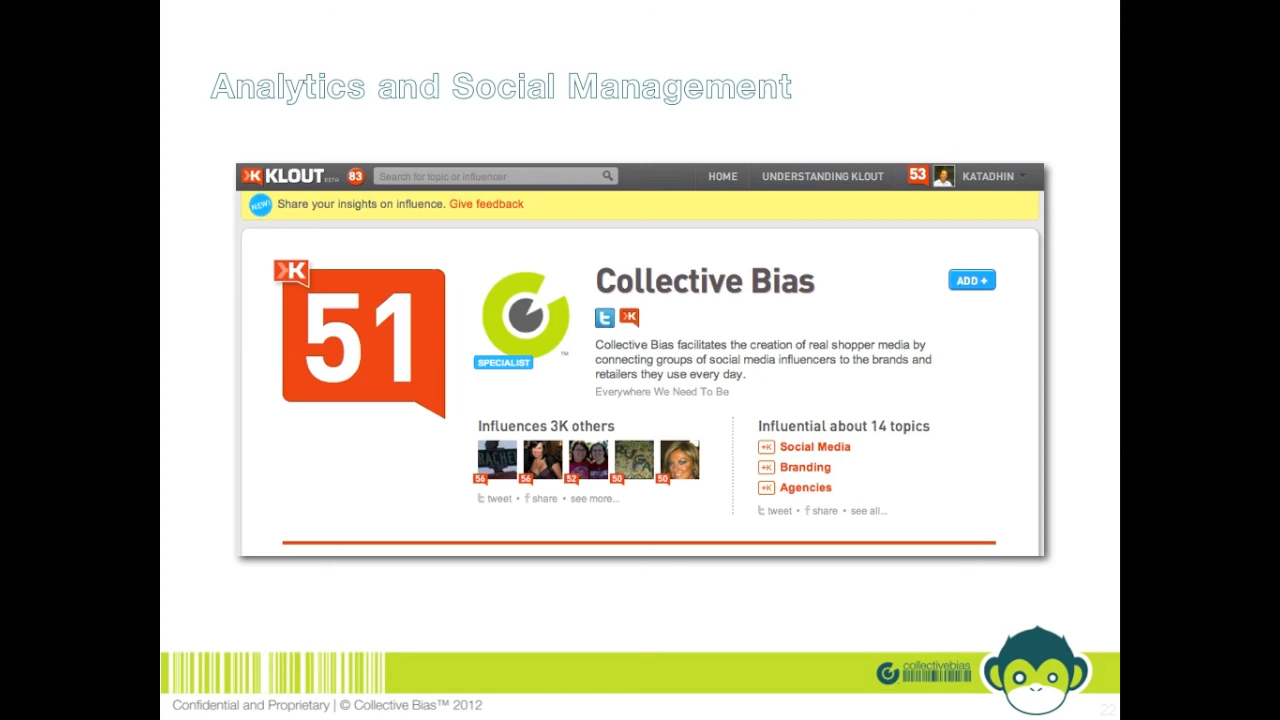 Analytics and Social Management
KLOUT BETA 83 Search for topic or influencer HOME UNDERSTANDING KLOUT 53 KATADHIN
NEW! Share your insights on influence. Give feedback
K
51
SPECIALIST
TM
Collective Bias
ADD +
Collective Bias facilitates the creation of real shopper media by
connecting groups of social media influencers to the brands and
retailers they use every day.
Everywhere We Need To Be
Influences 3K others
56 56 52 50 50
tweet • share • see more...
Influential about 14 topics
+K Social Media
+K Branding
+K Agencies
tweet • share • see all...
collectivebias
Confidential and Proprietary | © Collective Bias™ 2012
22